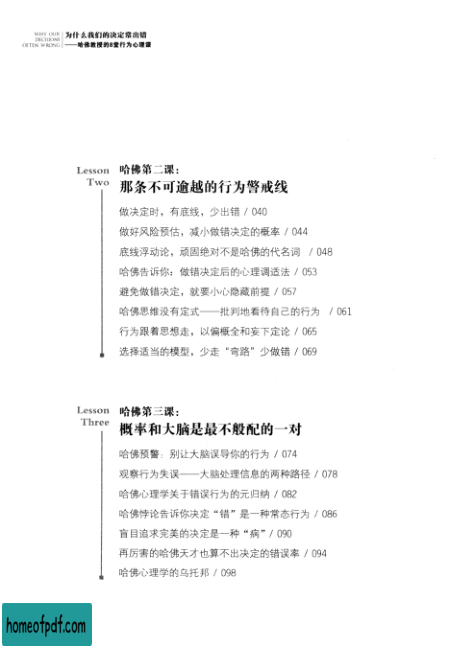 WHY OUR
DECISIONS
OFTEN WRONG
为什么我们的决定常出错
——哈佛教授的8堂行为心理课
Lesson
Two
哈佛第二课:
那条不可逾越的行为警戒线
做决定时，有底线，少出错 / 040
做好风险预估，减小做错决定的概率 / 044
底线浮动论，顽固绝对不是哈佛的代名词 / 048
哈佛告诉你：做错决定后的心理调适法 / 053
避免做错决定，就要小心隐藏前提 / 057
哈佛思维没有定式——批判地看待自己的行为 / 061
行为跟着思想走，以偏概全和妄下定论 / 065
选择适当的模型，少走“弯路”少做错 / 069
Lesson
Three
哈佛第三课:
概率和大脑是最不般配的一对
哈佛预警：别让大脑误导你的行为 / 074
观察行为失误——大脑处理信息的两种路径 / 078
哈佛心理学关于错误行为的元归纳 / 082
哈佛悖论告诉你决定“错”是一种常态行为 / 086
盲目追求完美的决定是一种“病”/ 090
再厉害的哈佛天才也算不出决定的错误率 / 094
哈佛心理学的乌托邦 / 098
homeofpdf.com